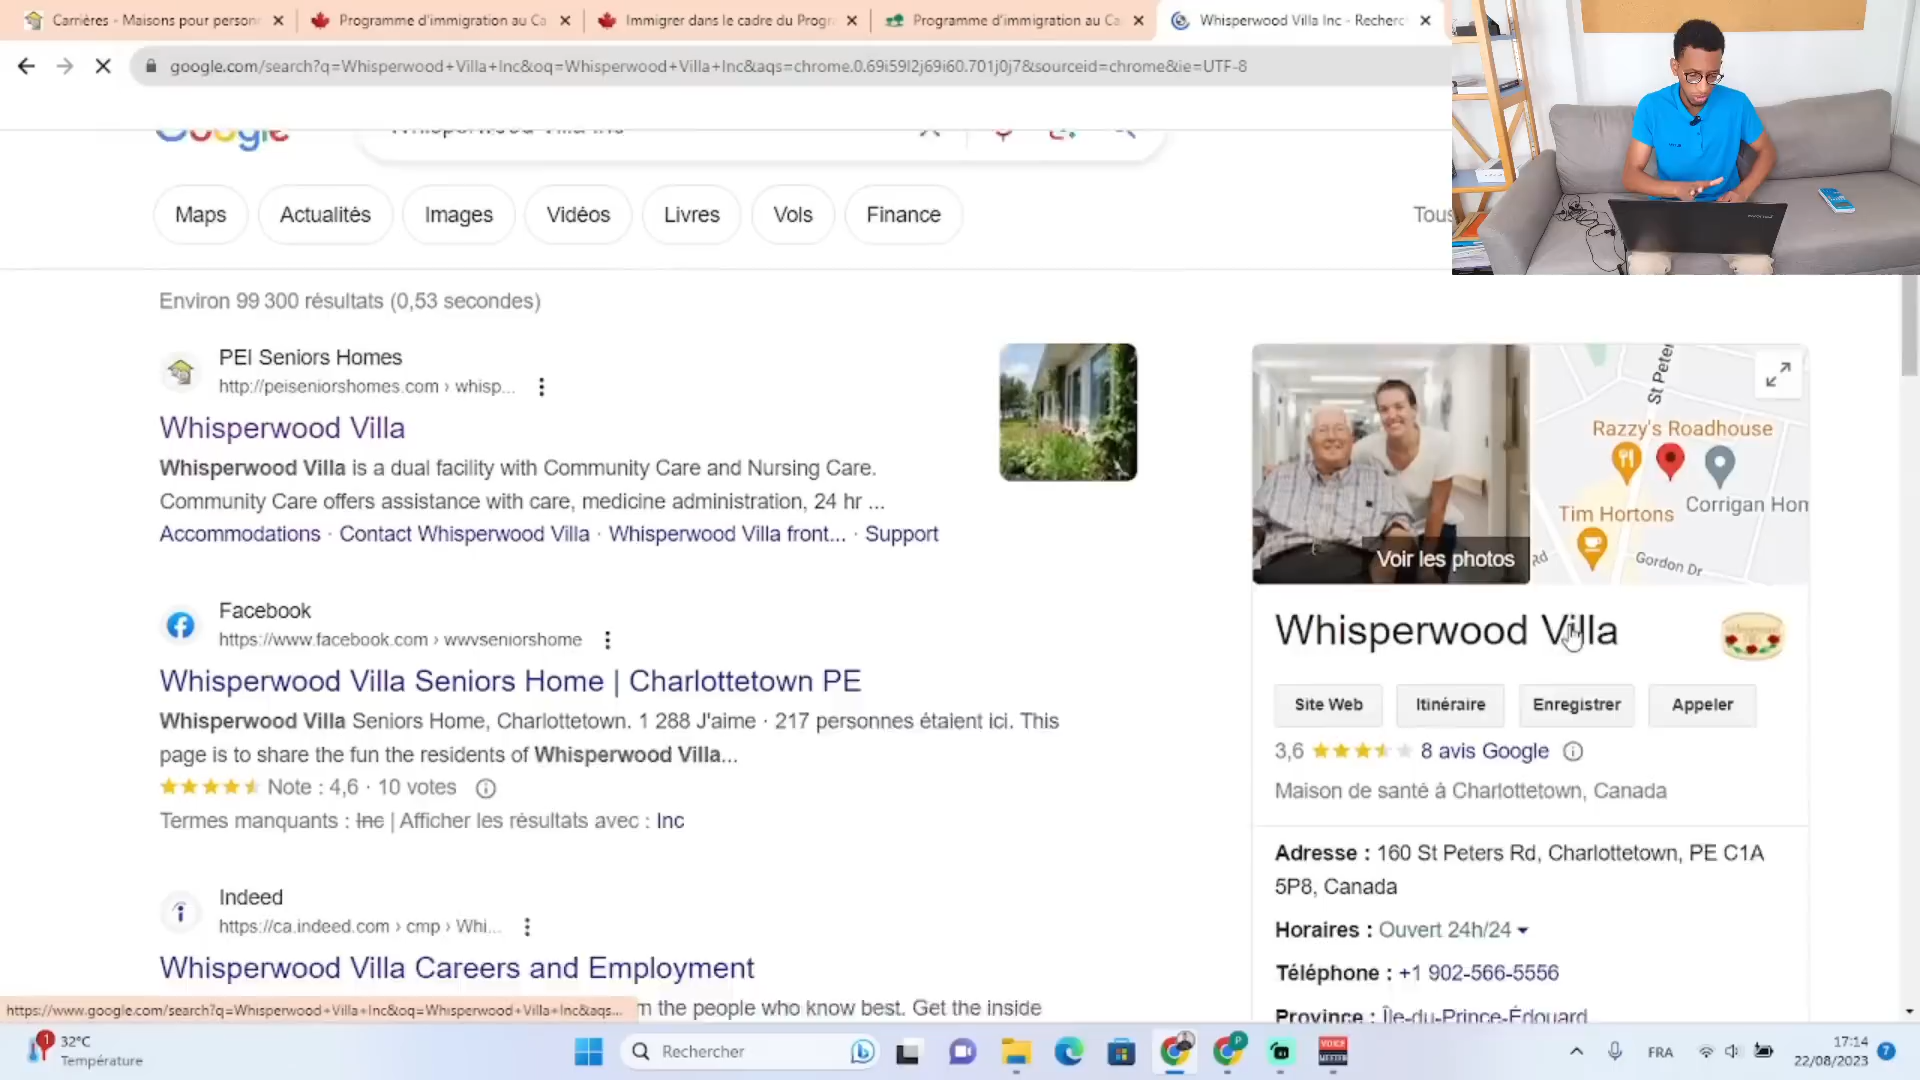 Carrières - Maisons pour person
Programme d'immigration au Ca
Immigrer dans le cadre du Progr
Programme d'immigration au Ca
Whisperwood Villa Inc - Recherc
google.com/search?q=Whisperwood+Villa+Inc&oq=Whisperwood+Villa+Inc&aqs=chrome.0.69i59l2j69i60.701j0j7&sourceid=chrome&ie=UTF-8
Google
Whisperwood Villa Inc
Maps
Actualités
Images
Vidéos
Livres
Vols
Finance
Tous
Environ 99 300 résultats (0,53 secondes)
PEI Seniors Homes
http://peiseniorshomes.com › whisp...
Whisperwood Villa
Whisperwood Villa is a dual facility with Community Care and Nursing Care.
Community Care offers assistance with care, medicine administration, 24 hr ...
Accommodations · Contact Whisperwood Villa · Whisperwood Villa front... · Support
Facebook
https://www.facebook.com › wwvseniorshome
Whisperwood Villa Seniors Home | Charlottetown PE
Whisperwood Villa Seniors Home, Charlottetown. 1 288 J'aime · 217 personnes étaient ici. This
page is to share the fun the residents of Whisperwood Villa...
Note : 4,6 · 10 votes
Termes manquants : Inc | Afficher les résultats avec : Inc
Indeed
https://ca.indeed.com › cmp › Whi...
Whisperwood Villa Careers and Employment
m the people who know best. Get the inside
https://www.google.com/search?q=Whisperwood+Villa+Inc&oq=Whisperwood+Villa+Inc&aqs...
Voir les photos
St Peter
Razzy's Roadhouse
Corrigan Hom
Tim Hortons
Rd
Gordon Dr
Whisperwood Villa
Site Web
Itinéraire
Enregistrer
Appeler
3,6
8 avis Google
Maison de santé à Charlottetown, Canada
Adresse : 160 St Peters Rd, Charlottetown, PE C1A
5P8, Canada
Horaires : Ouvert 24h/24
Téléphone : +1 902-566-5556
Province : Île-du-Prince-Édouard
1
32°C
Température
Rechercher
P
VOICE
MEETER
FRA
17:14
22/08/2023
7